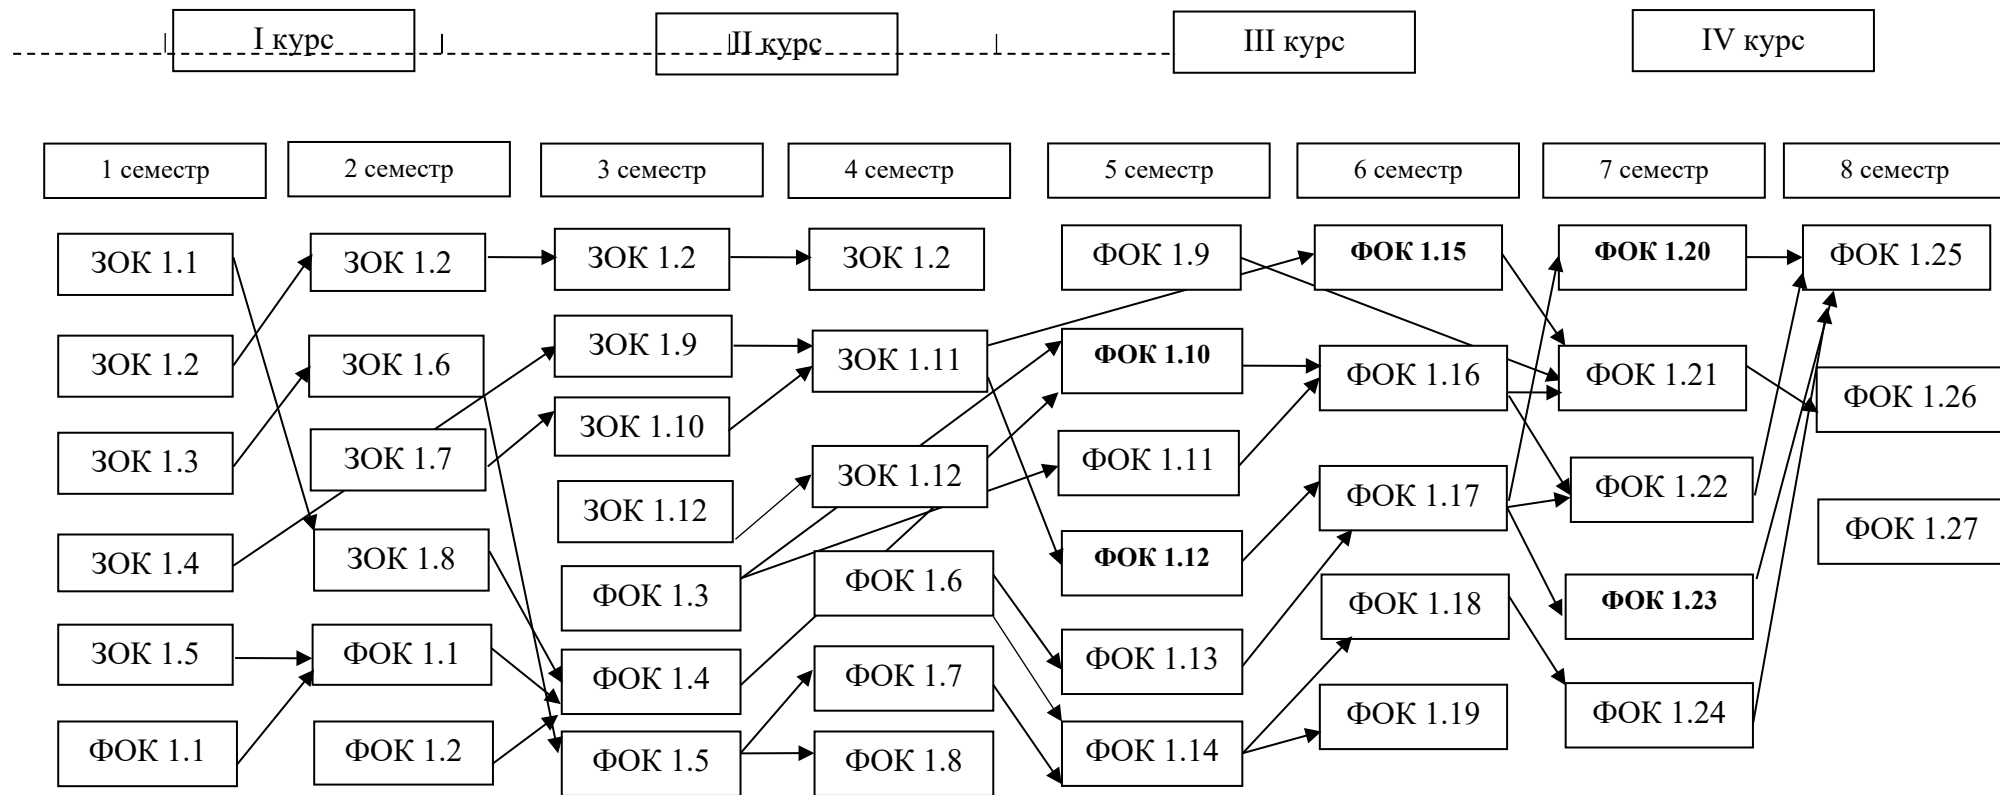 I курс
II курс
III курс
IV курс
1 семестр
2 семестр
3 семестр
4 семестр
5 семестр
6 семестр
7 семестр
8 семестр
ЗОК 1.1
ЗОК 1.2
ЗОК 1.3
ЗОК 1.4
ЗОК 1.5
ФОК 1.1
ЗОК 1.2
ЗОК 1.6
ЗОК 1.7
ЗОК 1.8
ФОК 1.1
ФОК 1.2
ЗОК 1.2
ЗОК 1.9
ЗОК 1.10
ЗОК 1.12
ФОК 1.3
ФОК 1.4
ФОК 1.5
ЗОК 1.2
ЗОК 1.11
ЗОК 1.12
ФОК 1.6
ФОК 1.7
ФОК 1.8
ФОК 1.9
ФОК 1.10
ФОК 1.11
ФОК 1.12
ФОК 1.13
ФОК 1.14
ФОК 1.15
ФОК 1.16
ФОК 1.17
ФОК 1.18
ФОК 1.19
ФОК 1.20
ФОК 1.21
ФОК 1.22
ФОК 1.23
ФОК 1.24
ФОК 1.25
ФОК 1.26
ФОК 1.27